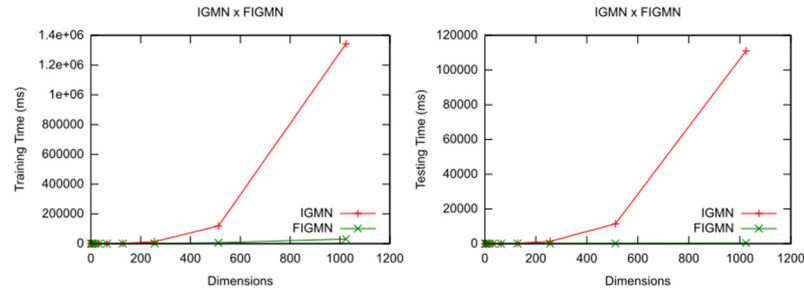 IGMN x FIGMN
1.4e+06
1.2e+06
1e+06
800000
600000
400000
200000
0
Training Time (ms)
IGMN
FIGMN
0 200 400 600 800 1000 1200
Dimensions
IGMN x FIGMN
120000
100000
80000
60000
40000
20000
0
Testing Time (ms)
IGMN
FIGMN
0 200 400 600 800 1000 1200
Dimensions